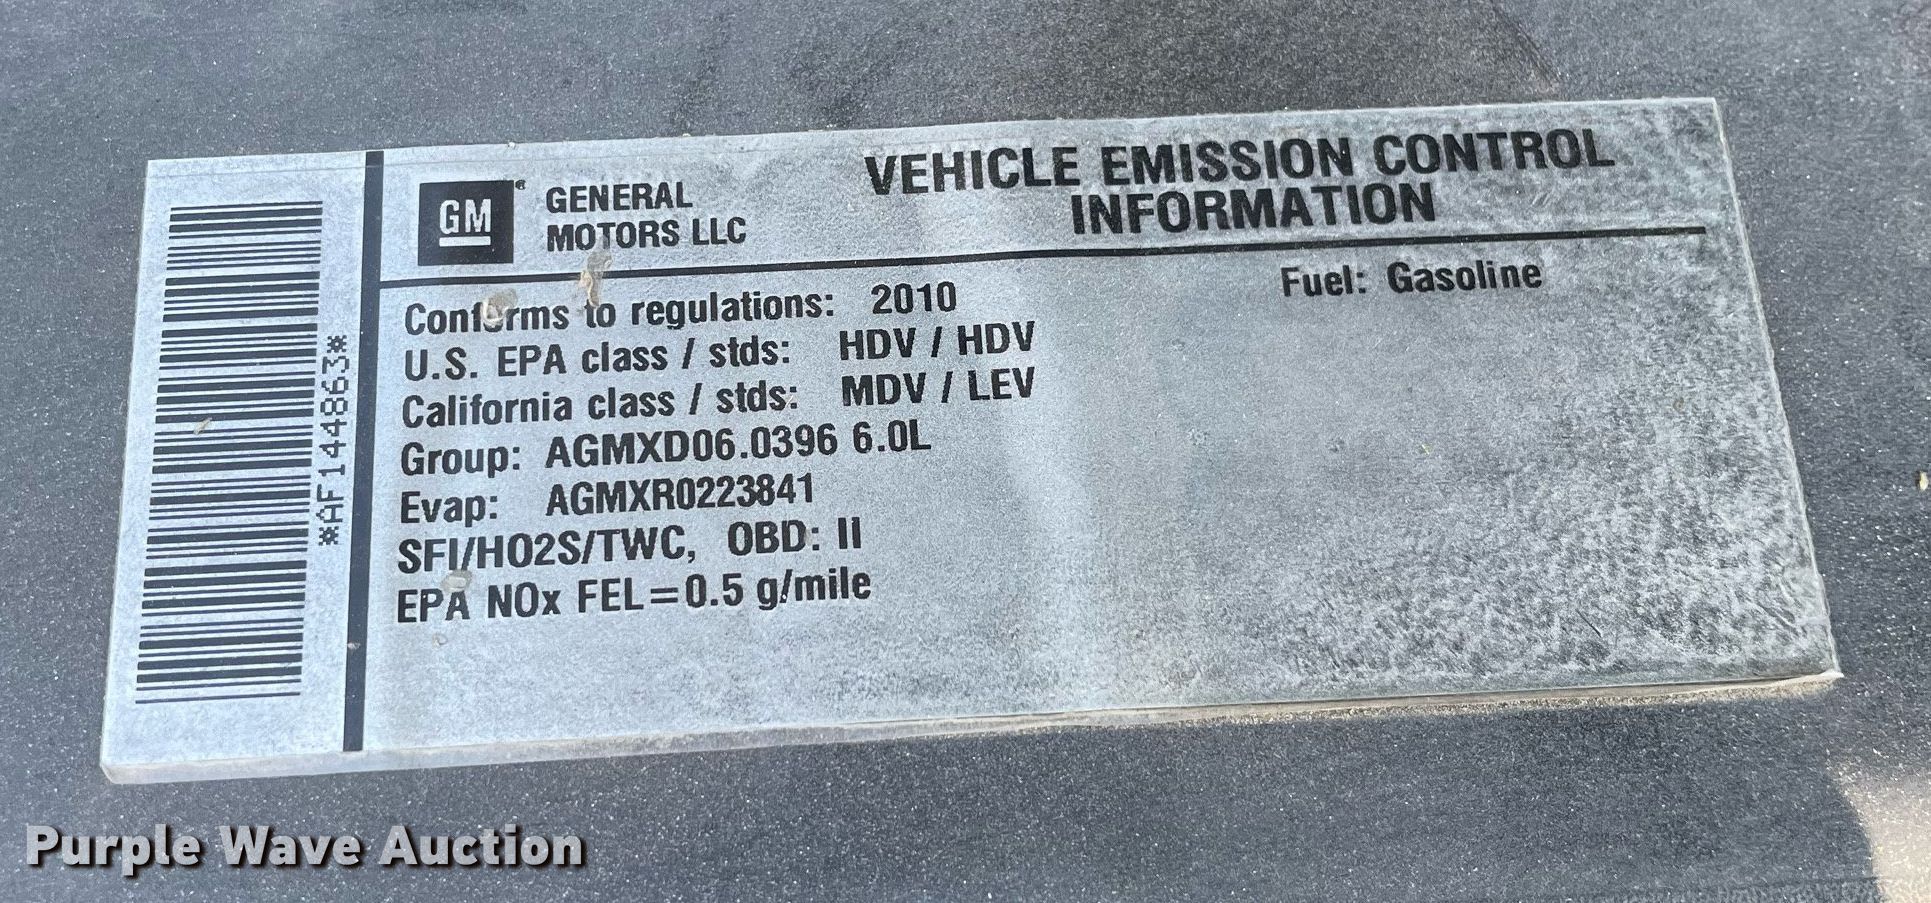 GM
GENERAL
MOTORS LLC
VEHICLE EMISSION CONTROL
INFORMATION
Fuel: Gasoline
Conforms to regulations: 2010
U.S. EPA class / stds: HDV / HDV
California class / stds: MDV / LEV
Group: AGMXD06.0396 6.0L
Evap: AGMXR0223841
SFI/HO2S/TWC, OBD: II
EPA NOx FEL=0.5 g/mile
*AF144863*
Purple Wave Auction